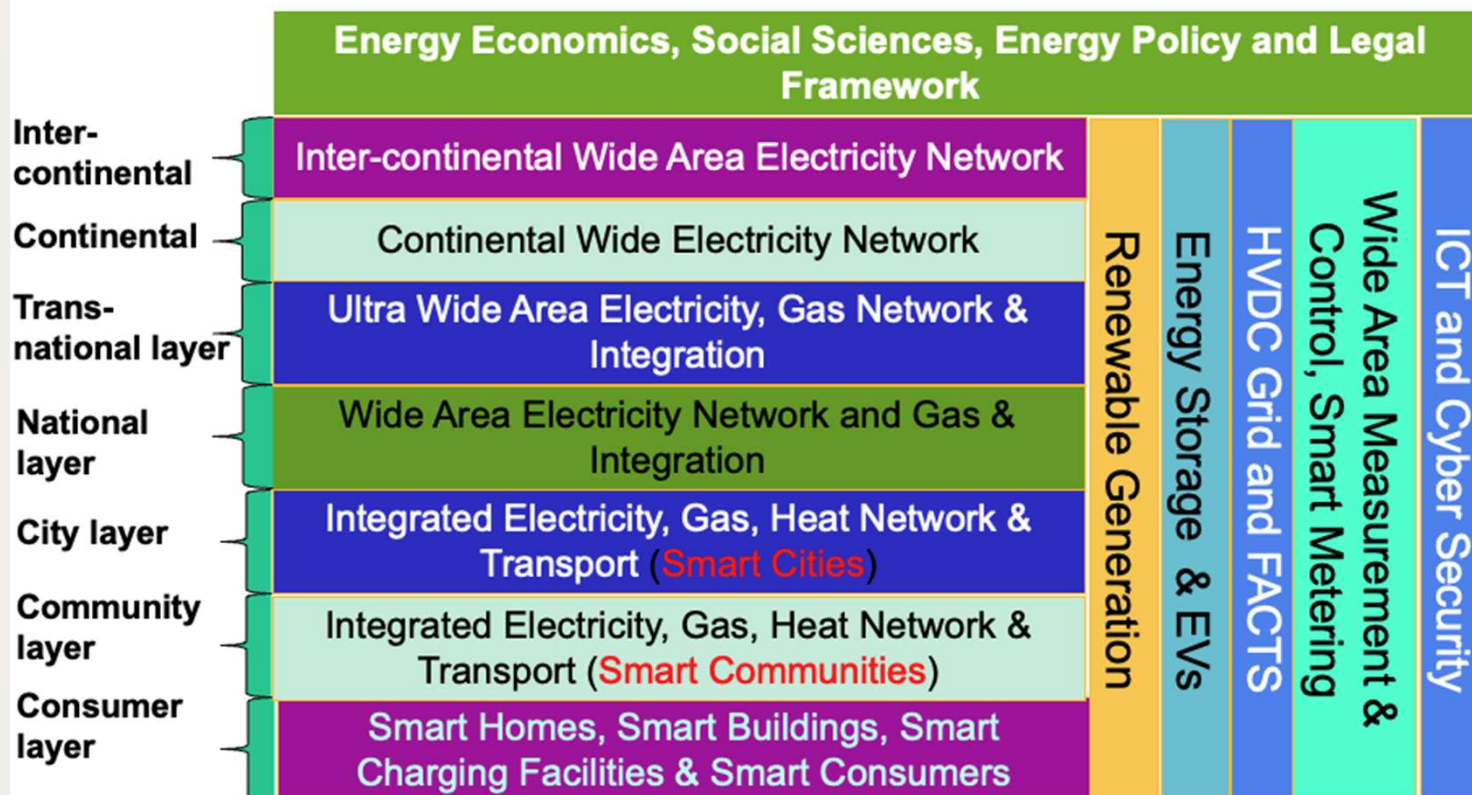 Energy Economics, Social Sciences, Energy Policy and Legal
Framework
Inter-
continental
Inter-continental Wide Area Electricity Network
Continental
Continental Wide Electricity Network
Trans-
national layer
Ultra Wide Area Electricity, Gas Network &
Integration
National
layer
Wide Area Electricity Network and Gas &
Integration
City layer
Integrated Electricity, Gas, Heat Network &
Transport (Smart Cities)
Community
layer
Integrated Electricity, Gas, Heat Network &
Transport (Smart Communities)
Consumer
layer
Smart Homes, Smart Buildings, Smart
Charging Facilities & Smart Consumers
Renewable Generation
Energy Storage & EVs
HVDC Grid and FACTS
Wide Area Measurement &
Control, Smart Metering
ICT and Cyber Security